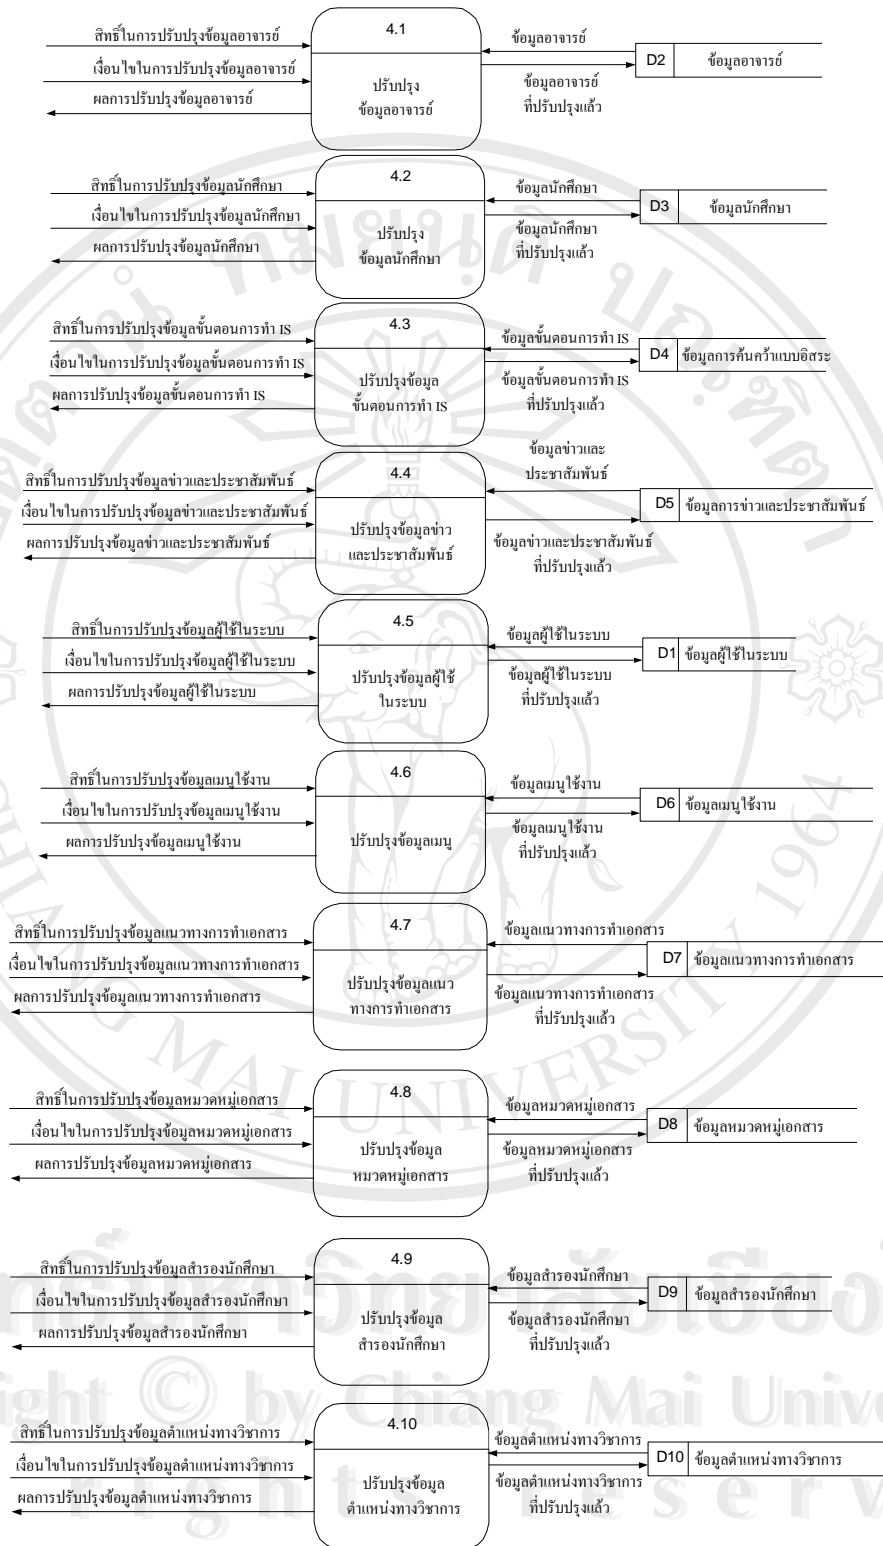 4.1
สิทธิ์ในการปรับปรุงข้อมูลอาจารย์
เงื่อนไขในการปรับปรุงข้อมูลอาจารย์
ผลการปรับปรุงข้อมูลอาจารย์
ปรับปรุง
ข้อมูลอาจารย์
ข้อมูลอาจารย์
ข้อมูลอาจารย์
ที่ปรับปรุงแล้ว
D2 ข้อมูลอาจารย์
4.2
สิทธิ์ในการปรับปรุงข้อมูลนักศึกษา
เงื่อนไขในการปรับปรุงข้อมูลนักศึกษา
ผลการปรับปรุงข้อมูลนักศึกษา
ปรับปรุง
ข้อมูลนักศึกษา
ข้อมูลนักศึกษา
ข้อมูลนักศึกษา
ที่ปรับปรุงแล้ว
D3 ข้อมูลนักศึกษา
4.3
สิทธิ์ในการปรับปรุงข้อมูลขั้นตอนการทำ IS
เงื่อนไขในการปรับปรุงข้อมูลขั้นตอนการทำ IS
ผลการปรับปรุงข้อมูลขั้นตอนการทำ IS
ปรับปรุงข้อมูล
ขั้นตอนการทำ IS
ข้อมูลขั้นตอนการทำ IS
ข้อมูลขั้นตอนการทำ IS
ที่ปรับปรุงแล้ว
D4 ข้อมูลการค้นคว้าแบบอิสระ
4.4
สิทธิ์ในการปรับปรุงข้อมูลข่าวและประชาสัมพันธ์
เงื่อนไขในการปรับปรุงข้อมูลข่าวและประชาสัมพันธ์
ผลการปรับปรุงข้อมูลข่าวและประชาสัมพันธ์
ปรับปรุงข้อมูลข่าว
และประชาสัมพันธ์
ข้อมูลข่าวและ
ประชาสัมพันธ์
ข้อมูลข่าวและประชาสัมพันธ์
ที่ปรับปรุงแล้ว
D5 ข้อมูลการข่าวและประชาสัมพันธ์
4.5
สิทธิ์ในการปรับปรุงข้อมูลผู้ใช้ในระบบ
เงื่อนไขในการปรับปรุงข้อมูลผู้ใช้ในระบบ
ผลการปรับปรุงข้อมูลผู้ใช้ในระบบ
ปรับปรุงข้อมูลผู้ใช้
ในระบบ
ข้อมูลผู้ใช้ในระบบ
ข้อมูลผู้ใช้ในระบบ
ที่ปรับปรุงแล้ว
D1 ข้อมูลผู้ใช้ในระบบ
4.6
สิทธิ์ในการปรับปรุงข้อมูลเมนูใช้งาน
เงื่อนไขในการปรับปรุงข้อมูลเมนูใช้งาน
ผลการปรับปรุงข้อมูลเมนูใช้งาน
ปรับปรุงข้อมูลเมนู
ข้อมูลเมนูใช้งาน
ข้อมูลเมนูใช้งาน
ที่ปรับปรุงแล้ว
D6 ข้อมูลเมนูใช้งาน
4.7
สิทธิ์ในการปรับปรุงข้อมูลแนวทางการทำเอกสาร
เงื่อนไขในการปรับปรุงข้อมูลแนวทางการทำเอกสาร
ผลการปรับปรุงข้อมูลแนวทางการทำเอกสาร
ปรับปรุงข้อมูลแนว
ทางการทำเอกสาร
ข้อมูลแนวทางการทำเอกสาร
ข้อมูลแนวทางการทำเอกสาร
ที่ปรับปรุงแล้ว
D7 ข้อมูลแนวทางการทำเอกสาร
4.8
สิทธิ์ในการปรับปรุงข้อมูลหมวดหมู่เอกสาร
เงื่อนไขในการปรับปรุงข้อมูลหมวดหมู่เอกสาร
ผลการปรับปรุงข้อมูลหมวดหมู่เอกสาร
ปรับปรุงข้อมูล
หมวดหมู่เอกสาร
ข้อมูลหมวดหมู่เอกสาร
ข้อมูลหมวดหมู่เอกสาร
ที่ปรับปรุงแล้ว
D8 ข้อมูลหมวดหมู่เอกสาร
4.9
สิทธิ์ในการปรับปรุงข้อมูลสำรองนักศึกษา
เงื่อนไขในการปรับปรุงข้อมูลสำรองนักศึกษา
ผลการปรับปรุงข้อมูลสำรองนักศึกษา
ปรับปรุงข้อมูล
สำรองนักศึกษา
ข้อมูลสำรองนักศึกษา
ข้อมูลสำรองนักศึกษา
ที่ปรับปรุงแล้ว
D9 ข้อมูลสำรองนักศึกษา
4.10
สิทธิ์ในการปรับปรุงข้อมูลตำแหน่งทางวิชาการ
เงื่อนไขในการปรับปรุงข้อมูลตำแหน่งทางวิชาการ
ผลการปรับปรุงข้อมูลตำแหน่งทางวิชาการ
ปรับปรุงข้อมูล
ตำแหน่งทางวิชาการ
ข้อมูลตำแหน่งทางวิชาการ
ข้อมูลตำแหน่งทางวิชาการ
ที่ปรับปรุงแล้ว
D10 ข้อมูลตำแหน่งทางวิชาการ
CHIANG MAI UNIVERSITY 1964
© by Chiang Mai
rights